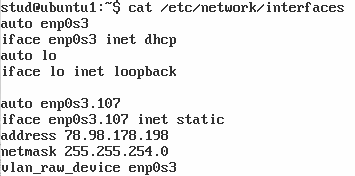 stud@ubuntu1:~$ cat /etc/network/interfaces
auto enp0s3
iface enp0s3 inet dhcp
auto lo
iface lo inet loopback

auto enp0s3.107
iface enp0s3.107 inet static
address 78.98.178.198
netmask 255.255.254.0
vlan_raw_device enp0s3